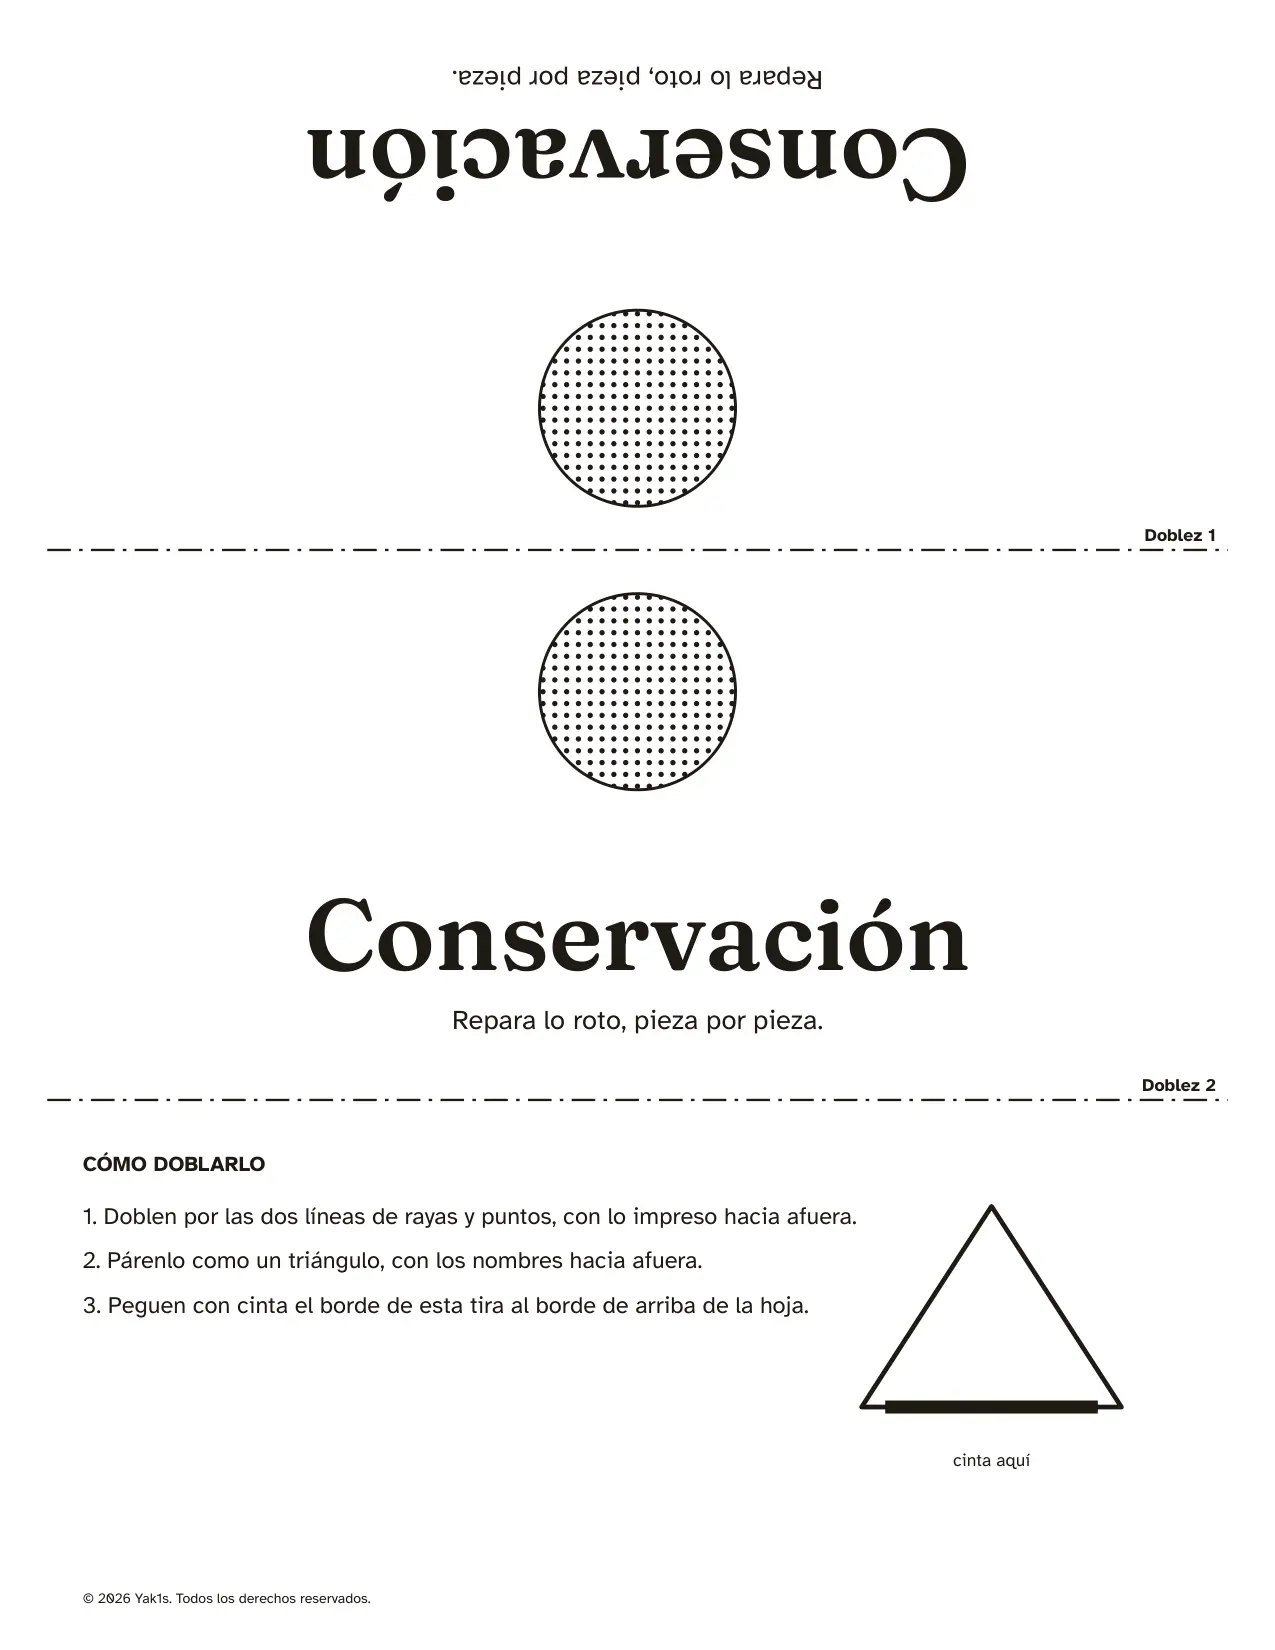 Repara lo roto, pieza por pieza.
Conservación
Doblez 1
Conservación
Repara lo roto, pieza por pieza.
Doblez 2
CÓMO DOBLARLO
1. Doblen por las dos líneas de rayas y puntos, con lo impreso hacia afuera.
2. Párenlo como un triángulo, con los nombres hacia afuera.
3. Peguen con cinta el borde de esta tira al borde de arriba de la hoja.
cinta aquí
© 2026 Yak1s. Todos los derechos reservados.